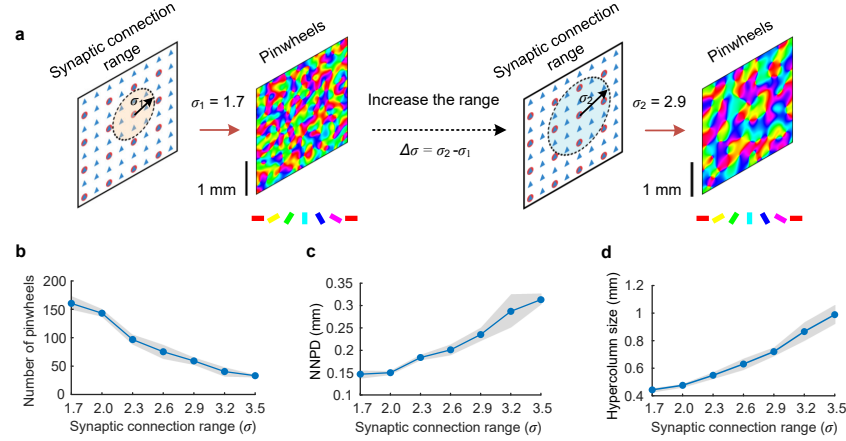 a
Synaptic connection
range
σ₁
σ₁ = 1.7
Pinwheels
1 mm
Increase the range
Δσ = σ₂ -σ₁
Synaptic connection
range
σ₂
σ₂ = 2.9
Pinwheels
1 mm
b
Number of pinwheels
200
150
100
50
0
1.7 2.0 2.3 2.6 2.9 3.2 3.5
Synaptic connection range (σ)
c
NNPD (mm)
0.35
0.3
0.25
0.2
0.15
0.1
1.7 2.0 2.3 2.6 2.9 3.2 3.5
Synaptic connection range (σ)
d
Hypercolumn size (mm)
1.2
1
0.8
0.6
0.4
1.7 2.0 2.3 2.6 2.9 3.2 3.5
Synaptic connection range (σ)